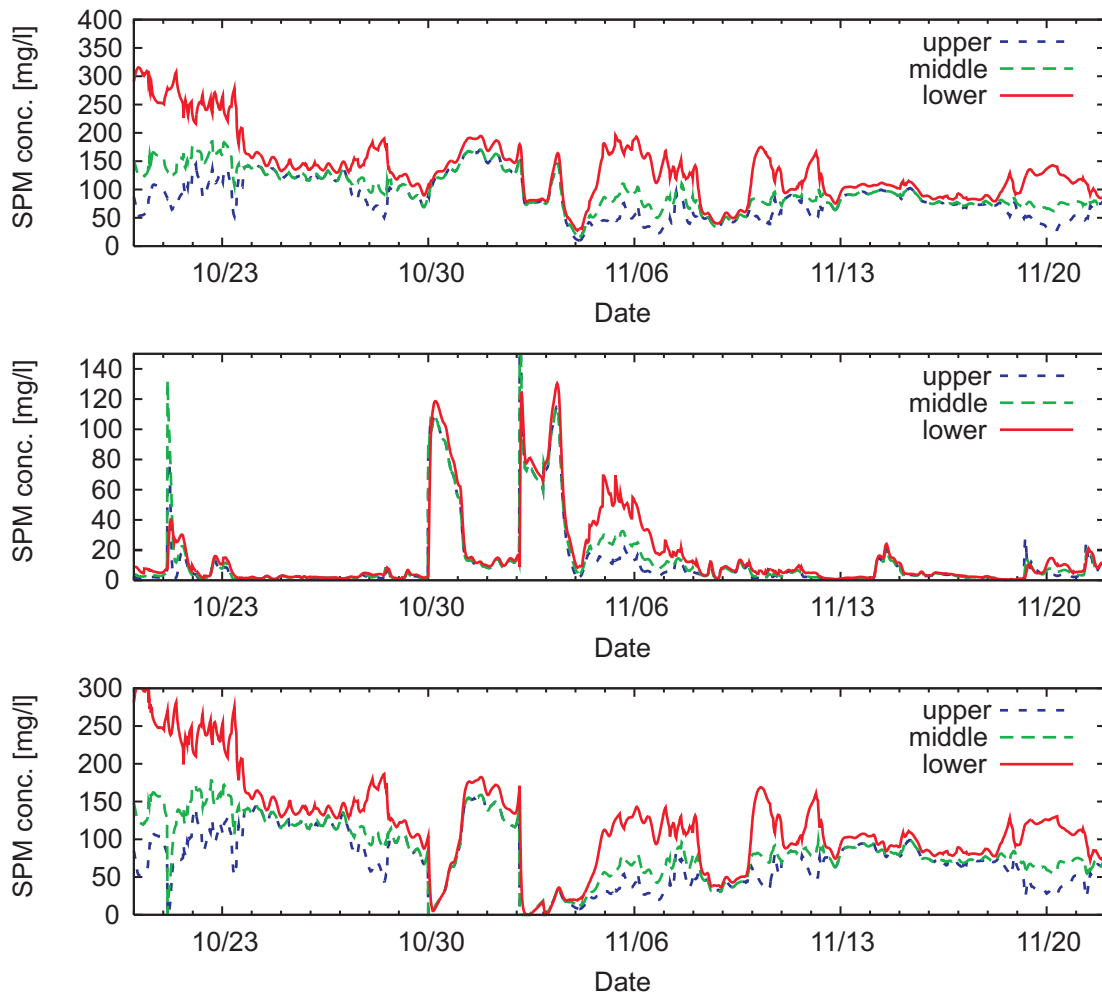 SPM conc. [mg/l]
400
350
300
250
200
150
100
50
0
upper
middle
lower
10/23 10/30 11/06 11/13 11/20
Date
SPM conc. [mg/l]
140
120
100
80
60
40
20
0
upper
middle
lower
10/23 10/30 11/06 11/13 11/20
Date
SPM conc. [mg/l]
300
250
200
150
100
50
0
upper
middle
lower
10/23 10/30 11/06 11/13 11/20
Date